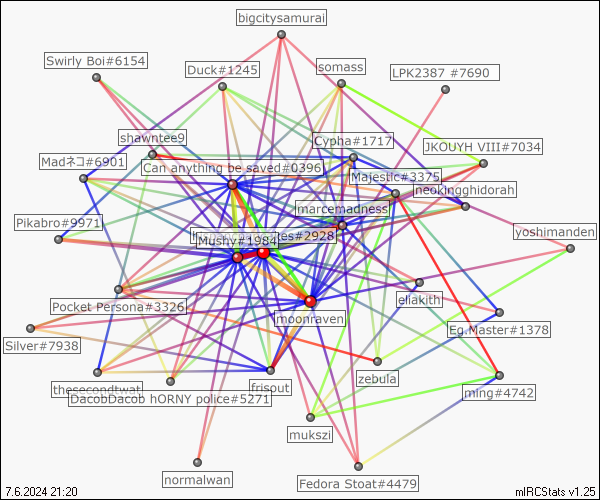 bigcitysamurai
Swirly Boi#6154
Duck#1245
somass
LPK2387 #7690
shawntee9
Cypha#1717
JKOUYH VIII#7034
Madネコ#6901
Can anything be saved#0396
Majestic#3375
neokingghidorah
marcemadness
Pikabro#9971
yoshimanden
Mushy#1984
#2928
eliakith
Pocket Persona#3326
moonraven
Eg.Master#1378
Silver#7938
zebula
thesecondtwat
frisout
ming#4742
DacobDacob hORNY police#5271
mukszi
normalwan
Fedora Stoat#4479
7.6.2024 21:20
mIRCStats v1.25